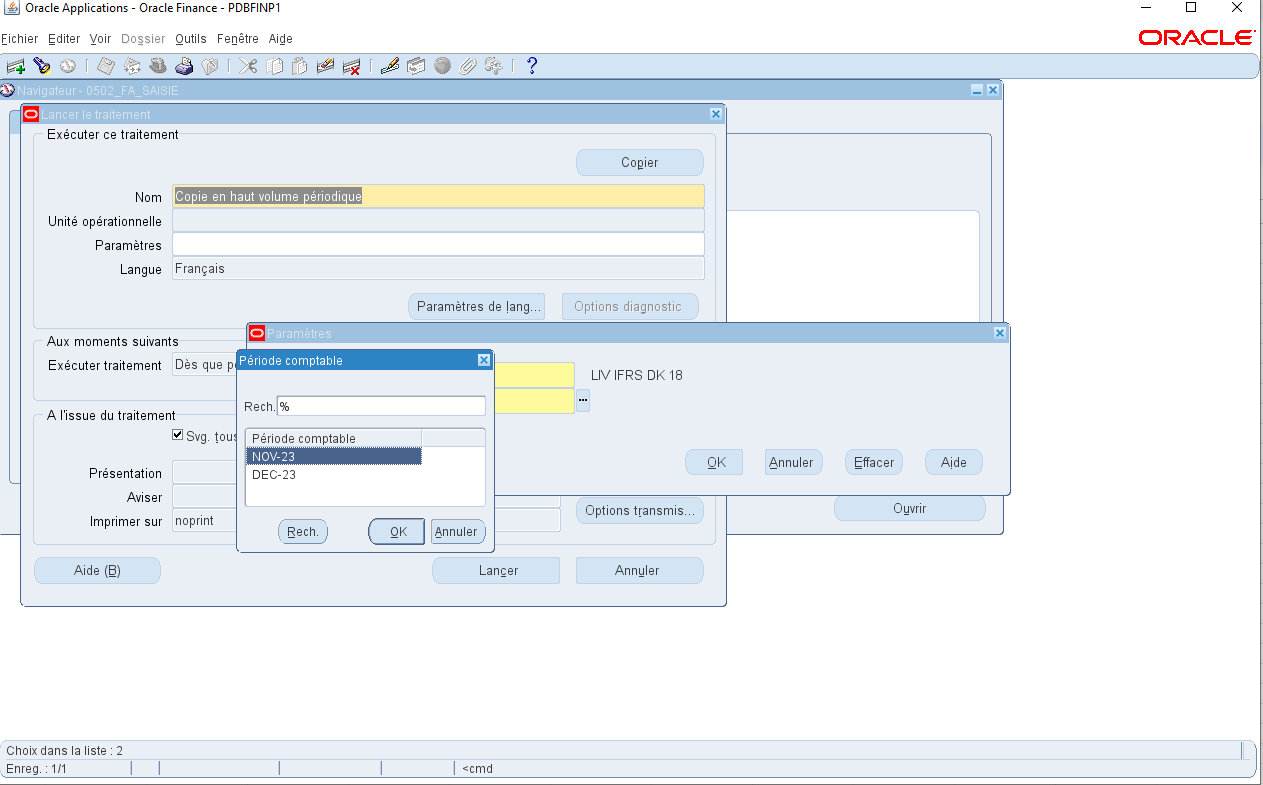 Oracle Applications - Oracle Finance - PDBFINP1
Fichier Editer Voir Dossier Outils Fenêtre Aide
ORACLE
Navigateur - 0502_FA_SAISIE
Lancer le traitement
Exécuter ce traitement
Copier
Nom Copie en haut volume périodique
Unité opérationnelle
Paramètres
Langue Français
Paramètres de lang... Options diagnostic
Paramètres
Aux moments suivants
Exécuter traitement Dès que p
Période comptable
LIV IFRS DK 18
Rech. %
...
A l'issue du traitement
Svg. tous
Période comptable
NOV-23
DEC-23
OK Annuler Effacer Aide
Présentation
Aviser
Imprimer sur noprint
Options transmis...
Ouvrir
Rech. OK Annuler
Aide (B) Lancer Annuler
Choix dans la liste : 2
Enreg. : 1/1 <cmd